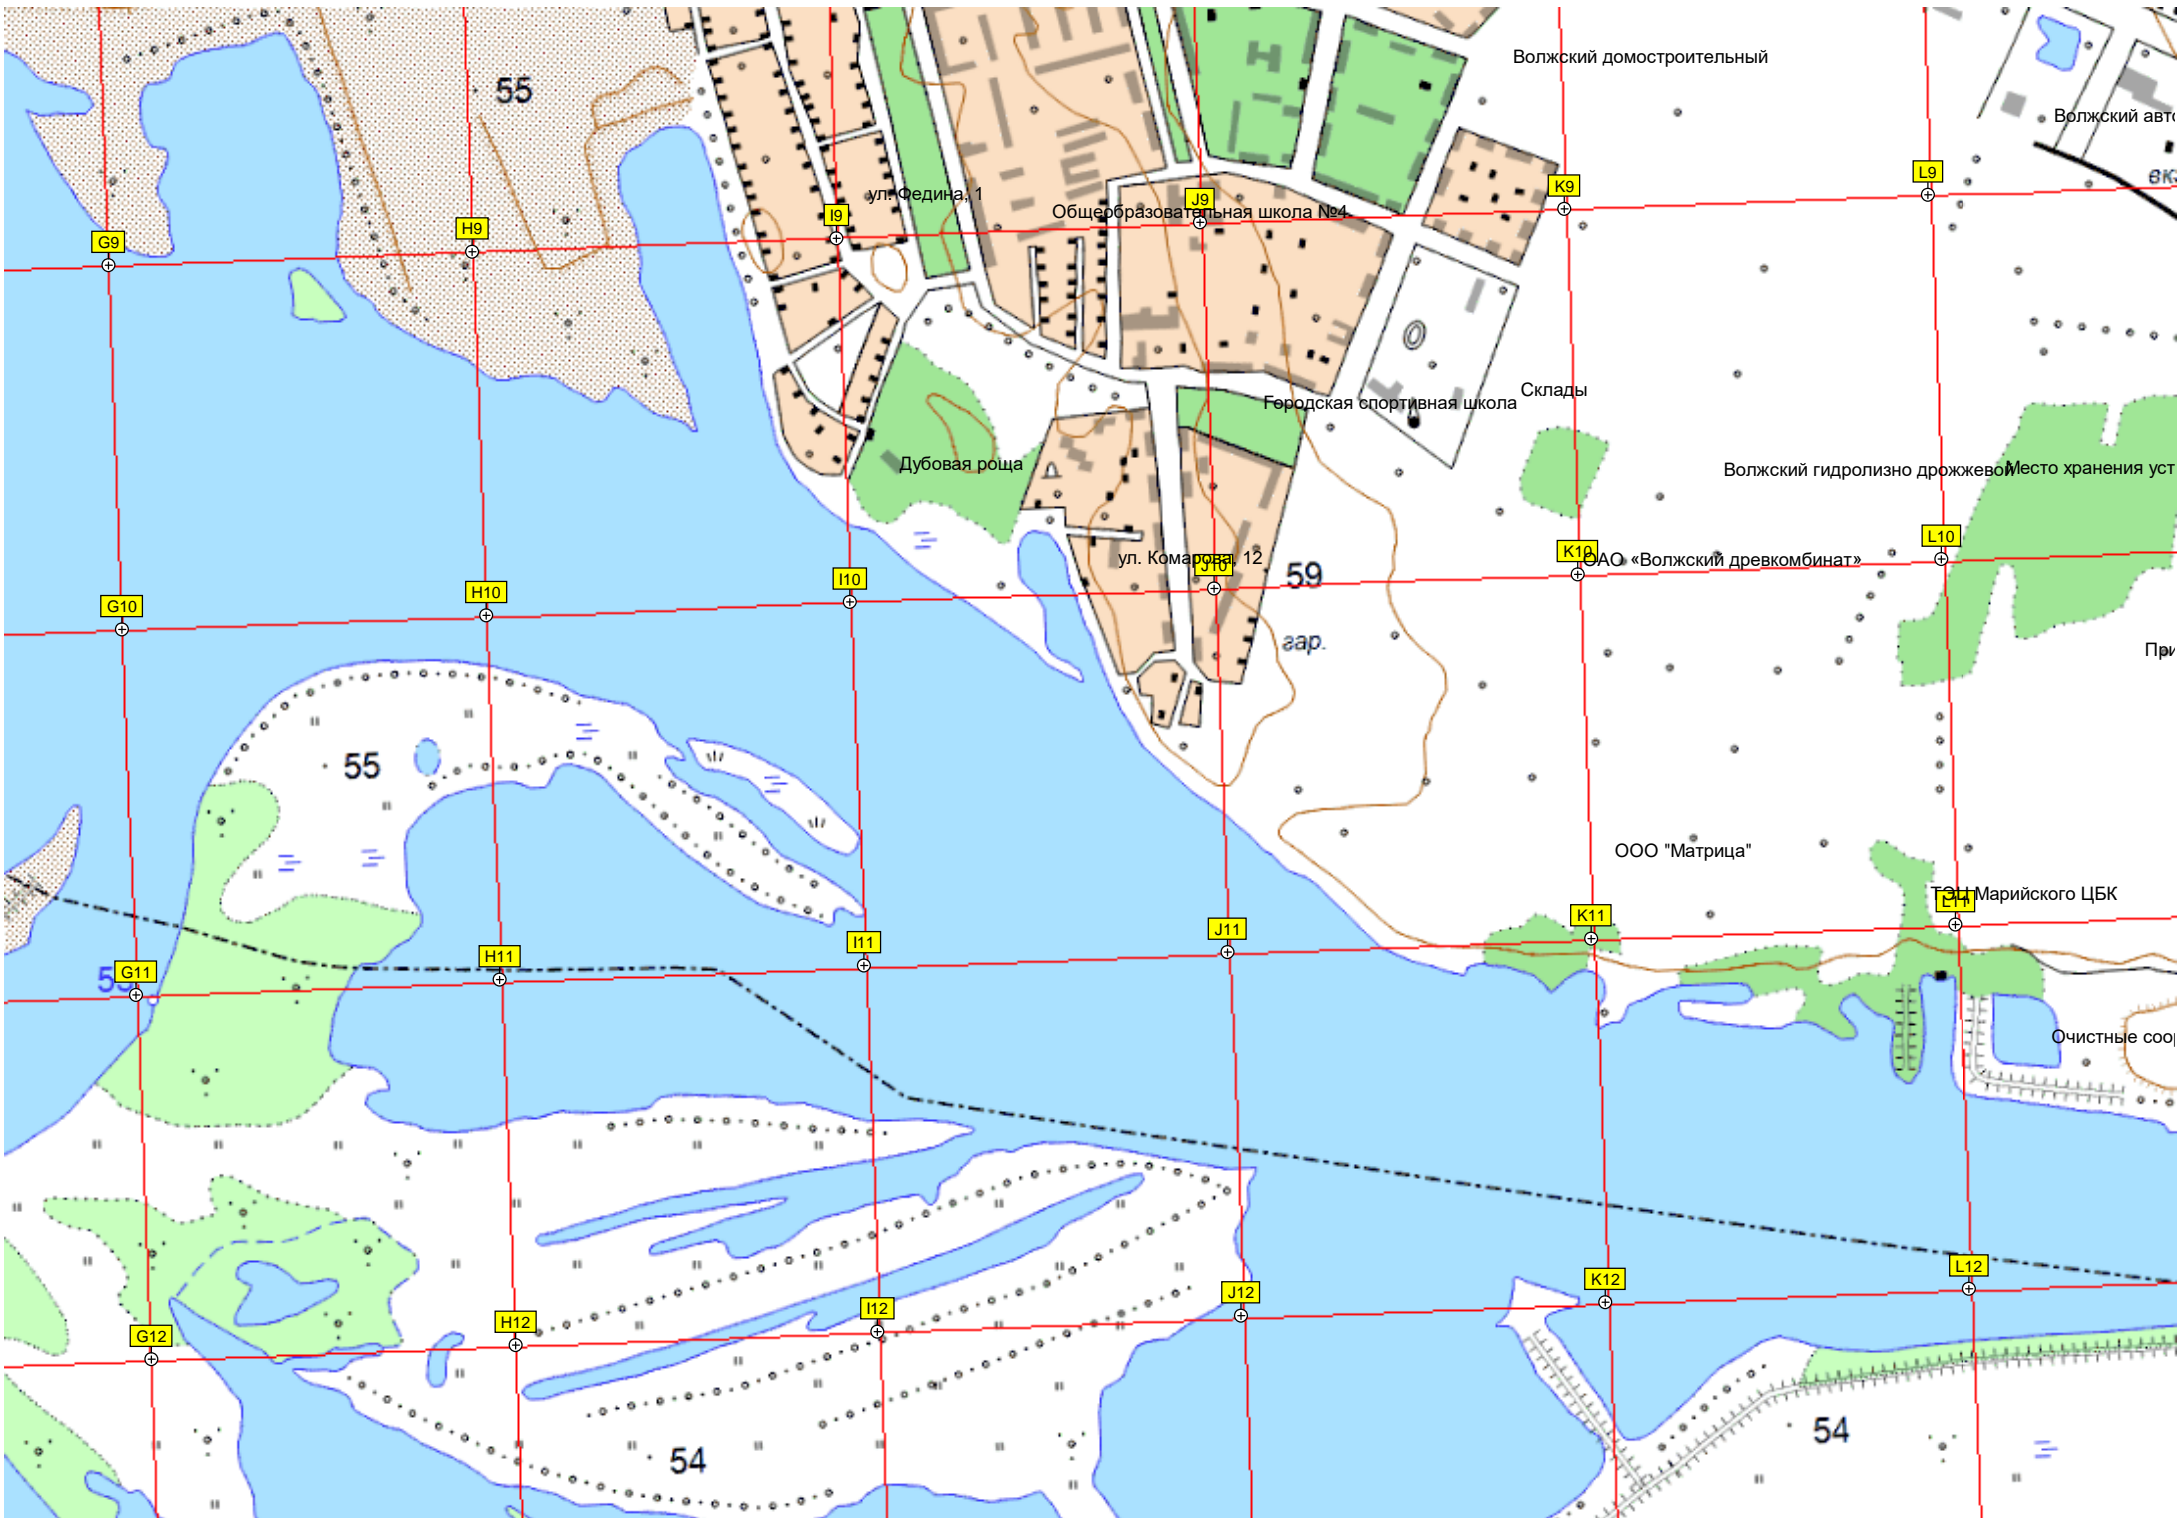 55
Волжский домостроительный
Волжский авто
вкз
L9
K9
ул. Федина, 1
J9
Общеобразовательная школа №4
I9
H9
G9
Склады
Городская спортивная школа
Дубовая роща
Волжский гидролизно дрожжевой
Место хранения уст
L10
K10
ОАО «Волжский древкомбинат»
ул. Комарова, 12
J10
59
I10
H10
G10
гар.
При
55
ООО "Матрица"
ТЭЦ Марийского ЦБК
L11
K11
J11
I11
H11
G11
Очистные соор
L12
K12
J12
I12
H12
G12
54
54